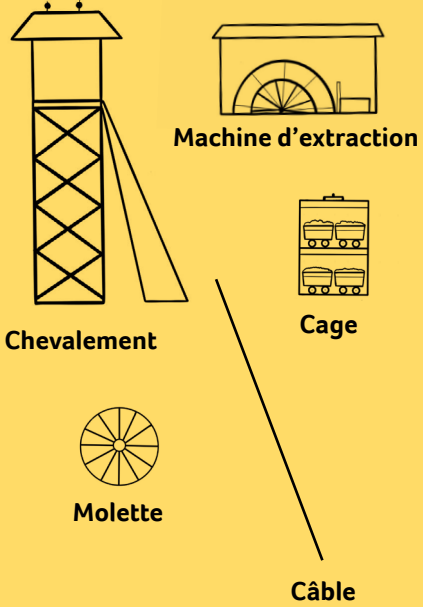 Machine d’extraction
Chevalement
Cage
Molette
Câble